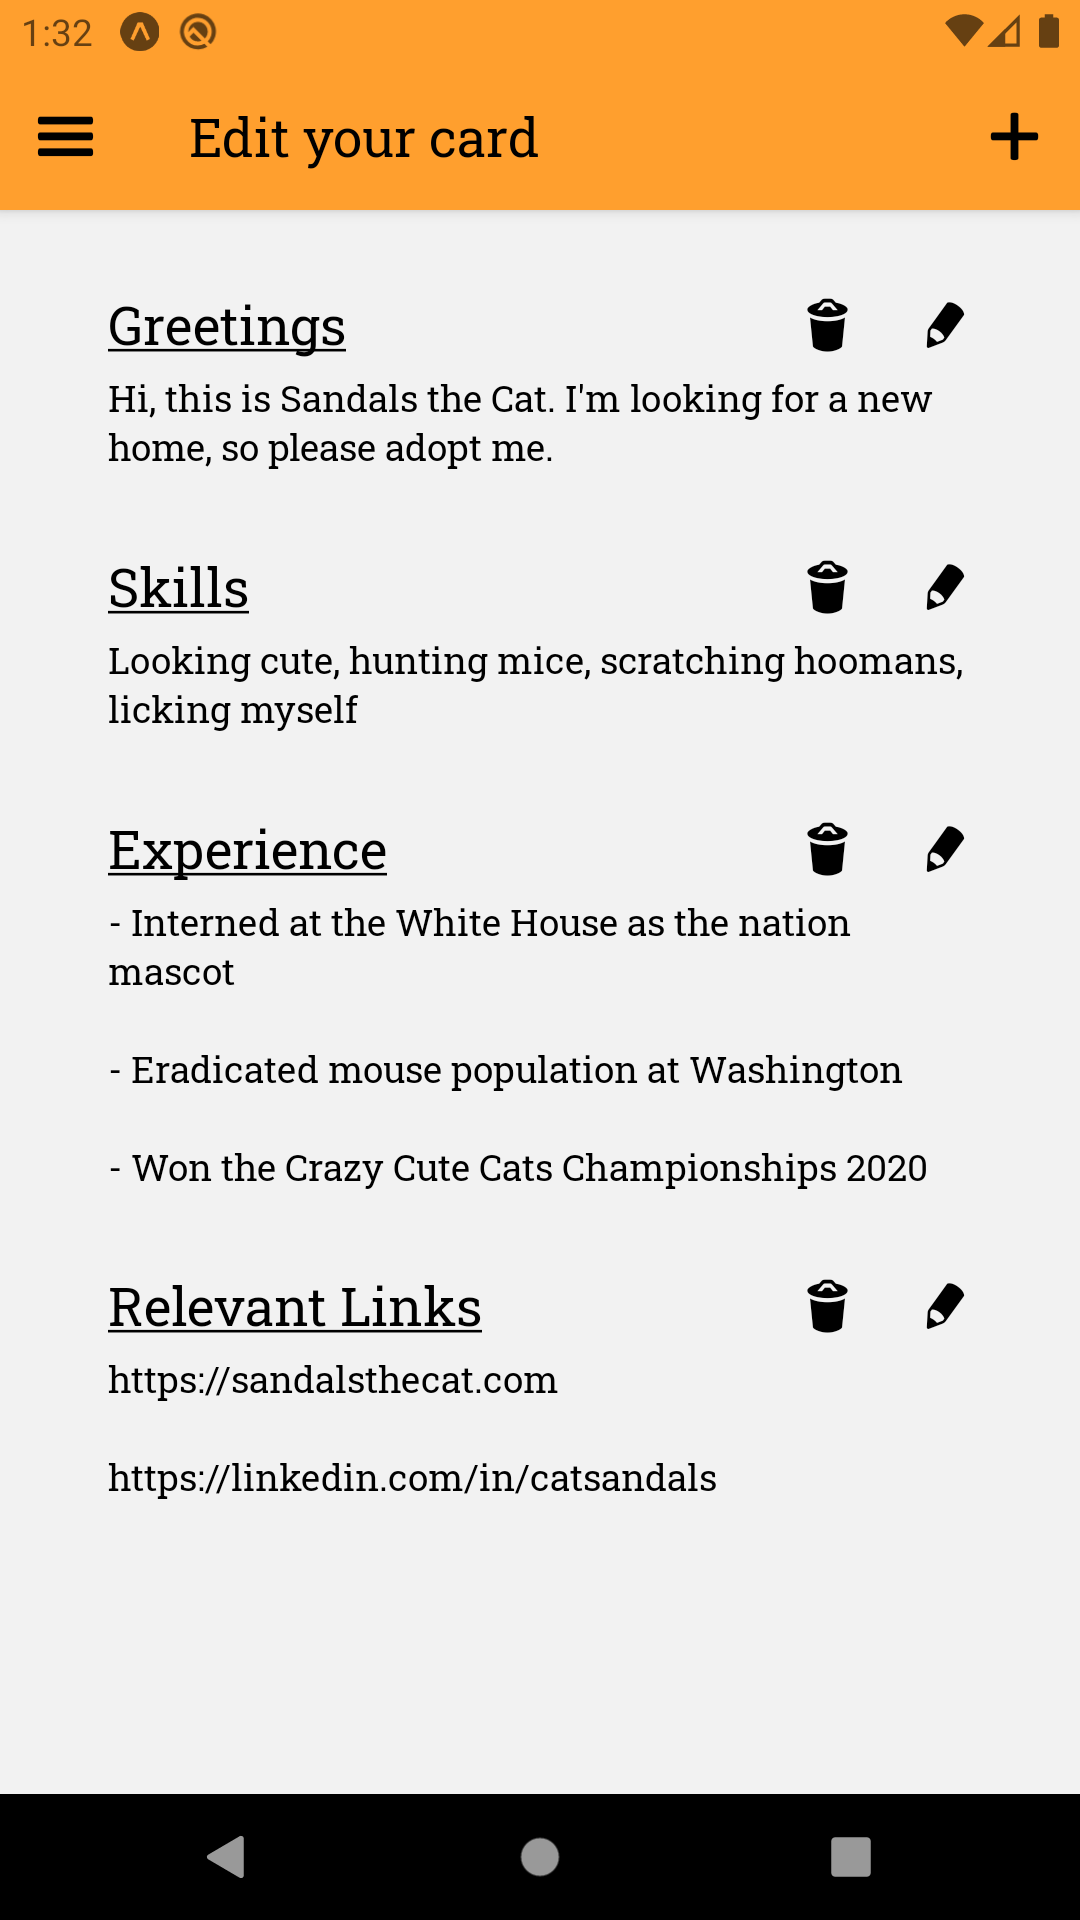 1:32
Edit your card
Greetings
Hi, this is Sandals the Cat. I'm looking for a new
home, so please adopt me.
Skills
Looking cute, hunting mice, scratching hoomans,
licking myself
Experience
- Interned at the White House as the nation
mascot
- Eradicated mouse population at Washington
- Won the Crazy Cute Cats Championships 2020
Relevant Links
https://sandalsthecat.com
https://linkedin.com/in/catsandals